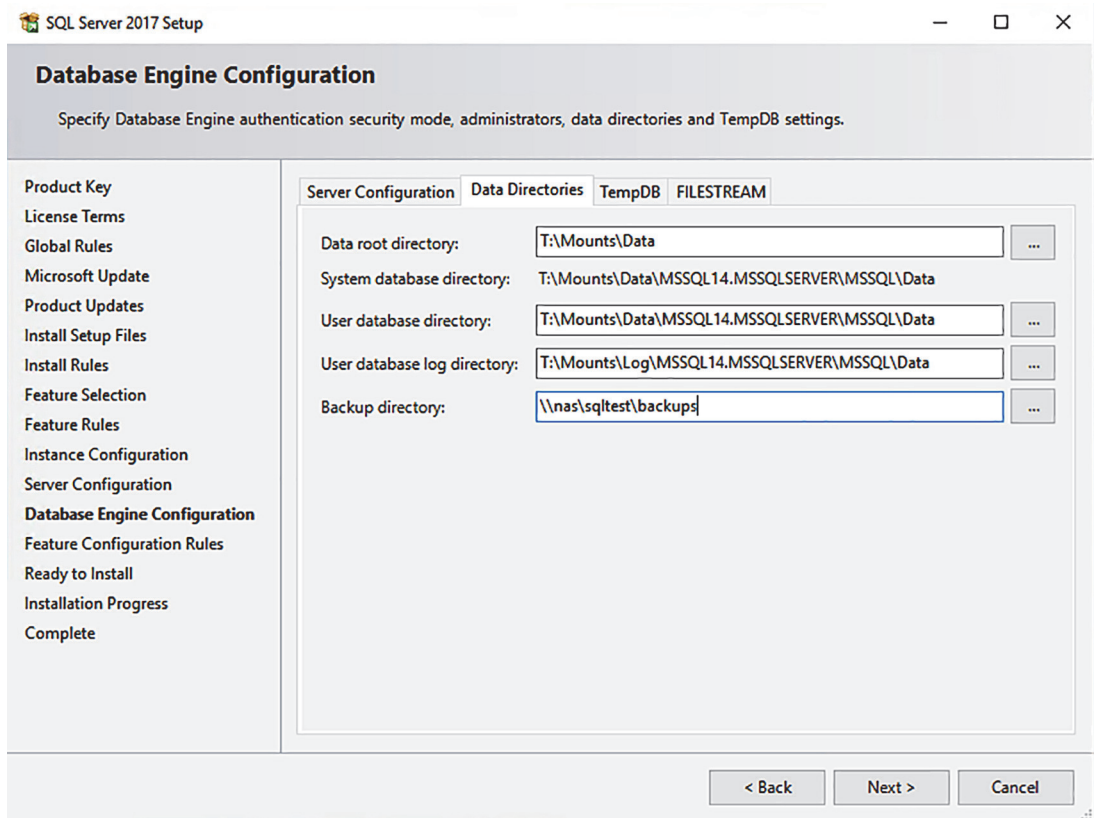 SQL Server 2017 Setup
Database Engine Configuration
Specify Database Engine authentication security mode, administrators, data directories and TempDB settings.
Product Key
License Terms
Global Rules
Microsoft Update
Product Updates
Install Setup Files
Install Rules
Feature Selection
Feature Rules
Instance Configuration
Server Configuration
Database Engine Configuration
Feature Configuration Rules
Ready to Install
Installation Progress
Complete
Server Configuration Data Directories TempDB FILESTREAM
Data root directory: T:\Mounts\Data ...
System database directory: T:\Mounts\Data\MSSQL14.MSSQLSERVER\MSSQL\Data
User database directory: T:\Mounts\Data\MSSQL14.MSSQLSERVER\MSSQL\Data ...
User database log directory: T:\Mounts\Log\MSSQL14.MSSQLSERVER\MSSQL\Data ...
Backup directory: \\nas\sqltest\backups ...
< Back Next > Cancel